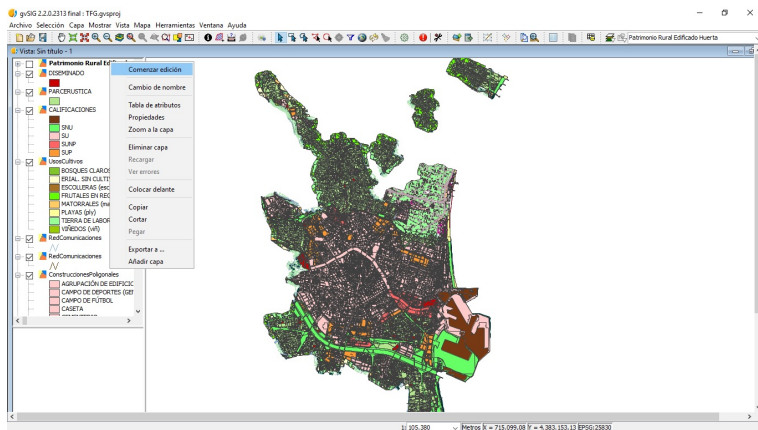 gvSIG 2.2.0.2313 final : TFG.gvsproj
Archivo Selección Capa Mostrar Vista Mapa Herramientas Ventana Ayuda
Patrimonio Rural Edificado Huerta
Vista: Sin título - 1
Patrimonio Rural Ed
DISEMINADO
PARCERUSTICA
CALIFICACIONES
SNU
SU
SUNP
SUP
UsosCultivos
BOSQUES CLAROS
ERIAL. SIN CULTI
ESCOLLERAS (esc
FRUTALES EN REG
MATORRALES (ma
PLAYAS (ply)
TIERRA DE LABOR
VIÑEDOS (vñ)
RedComunicaciones
RedComunicaciones
ConstruccionesPoligonales
AGRUPACIÓN DE EDIFICIC
CAMPO DE DEPORTES (GEN
CAMPO DE FÚTBOL
CASETA
Comenzar edición
Cambio de nombre
Tabla de atributos
Propiedades
Zoom a la capa
Eliminar capa
Recargar
Ver errores
Colocar delante
Copiar
Cortar
Pegar
Exportar a ...
Añadir capa
1: 105.380 Metros X = 715.099,08 Y = 4.383.153,13 EPSG:25830